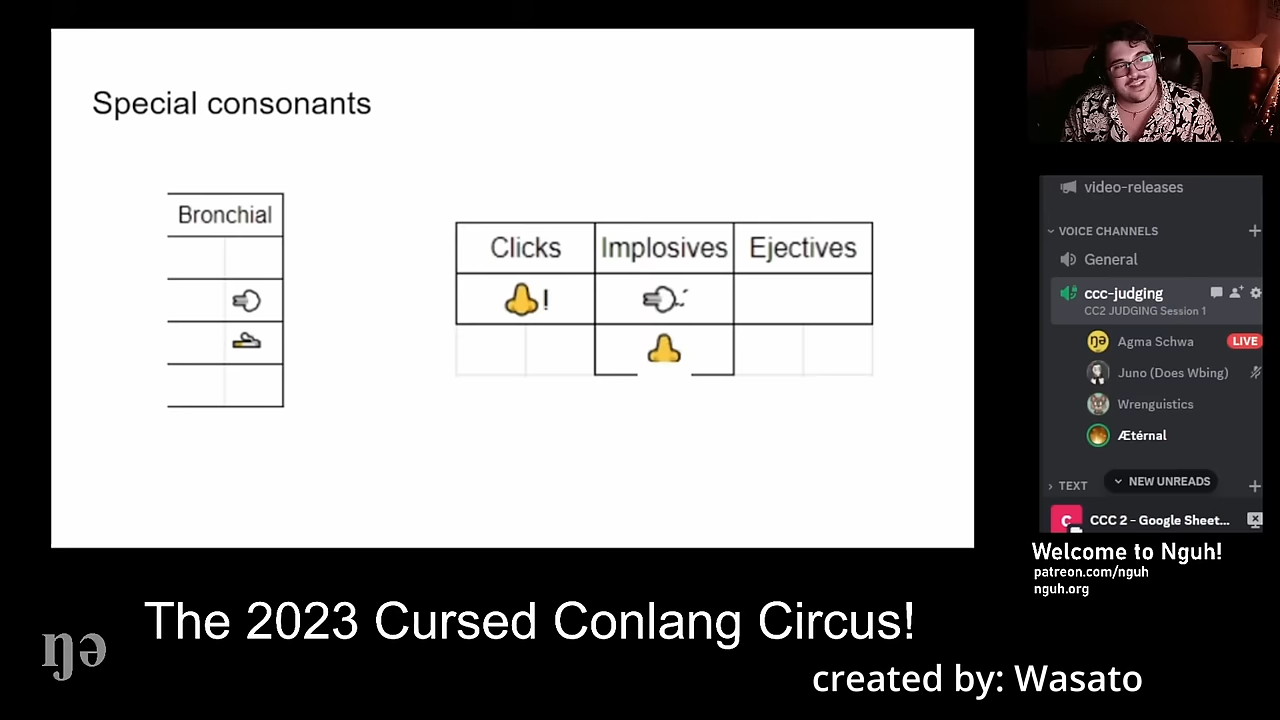 Special consonants
Bronchial
Clicks Implosives Ejectives
👃!
video-releases
VOICE CHANNELS
General
ccc-judging
CC2 JUDGING Session 1
ŋə Agma Schwa LIVE
Juno (Does Wbing)
Wrenguistics
Ætérnal
TEXT NEW UNREADS
C CCC 2 - Google Sheet...
Welcome to Nguh!
patreon.com/nguh
nguh.org
The 2023 Cursed Conlang Circus!
ŋə
created by: Wasato